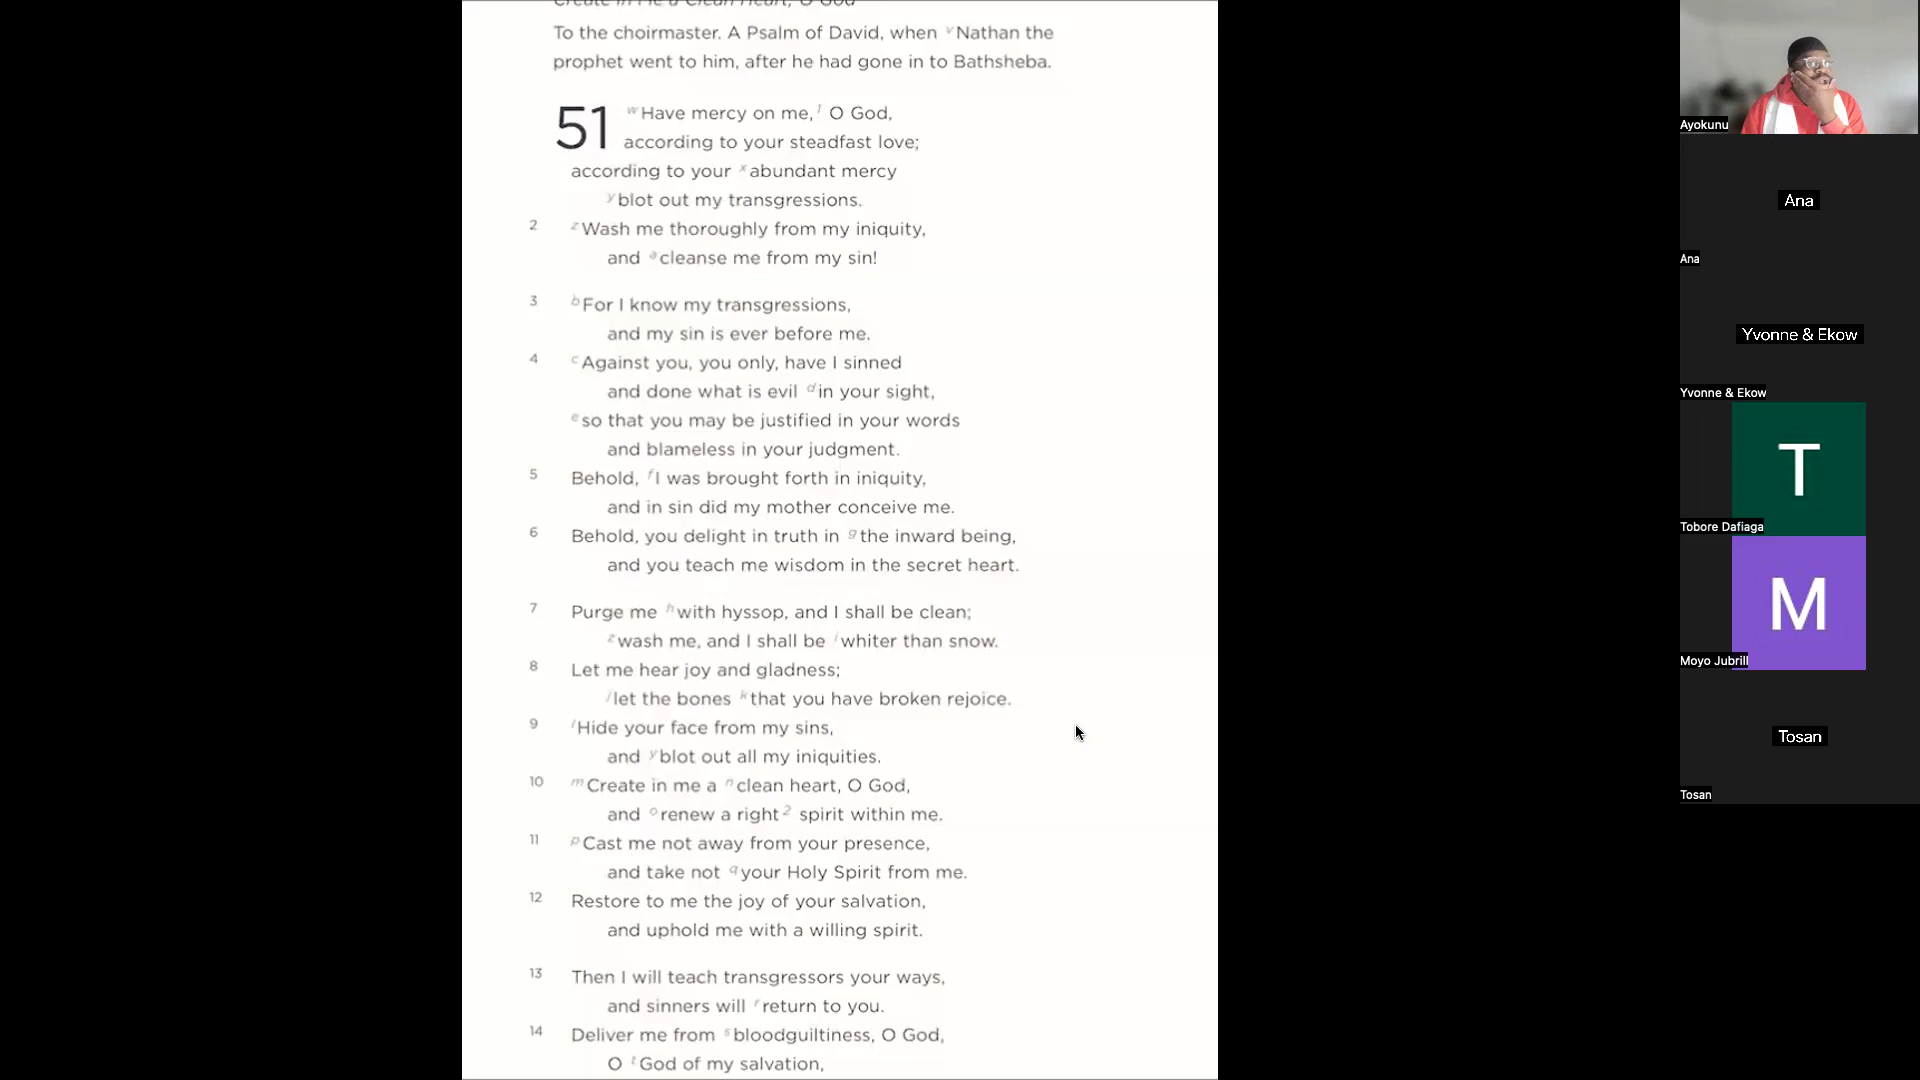 Create in Me a Clean Heart, O God
To the choirmaster. A Psalm of David, when v Nathan the
prophet went to him, after he had gone in to Bathsheba.
51 w Have mercy on me, 1 O God,
according to your steadfast love;
according to your x abundant mercy
y blot out my transgressions.
2 z Wash me thoroughly from my iniquity,
and a cleanse me from my sin!
3 b For I know my transgressions,
and my sin is ever before me.
4 c Against you, you only, have I sinned
and done what is evil d in your sight,
e so that you may be justified in your words
and blameless in your judgment.
5 Behold, f I was brought forth in iniquity,
and in sin did my mother conceive me.
6 Behold, you delight in truth in g the inward being,
and you teach me wisdom in the secret heart.
7 Purge me h with hyssop, and I shall be clean;
z wash me, and I shall be i whiter than snow.
8 Let me hear joy and gladness;
j let the bones k that you have broken rejoice.
9 l Hide your face from my sins,
and y blot out all my iniquities.
10 m Create in me a n clean heart, O God,
and o renew a right 2 spirit within me.
11 p Cast me not away from your presence,
and take not q your Holy Spirit from me.
12 Restore to me the joy of your salvation,
and uphold me with a willing spirit.
13 Then I will teach transgressors your ways,
and sinners will r return to you.
14 Deliver me from s bloodguiltiness, O God,
O t God of my salvation,
Ayokunu
Ana
Ana
Yvonne & Ekow
Yvonne & Ekow
T
Tobore Dafiaga
M
Moyo Jubrill
Tosan
Tosan